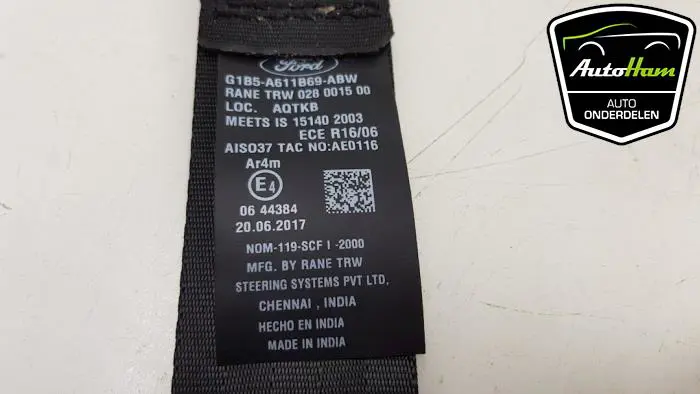 Ford
G1B5-A611B69-ABW
RANE TRW 028 0015 00
LOC. AQTKB
MEETS IS 15140 2003
ECE R16/06
AISO37 TAC NO:AE0116
Ar4m
E4
06 44384
20.06.2017
NOM-119-SCF I -2000
MFG. BY RANE TRW
STEERING SYSTEMS PVT LTD,
CHENNAI , INDIA
HECHO EN INDIA
MADE IN INDIA
AutoHam
AUTO
ONDERDELEN